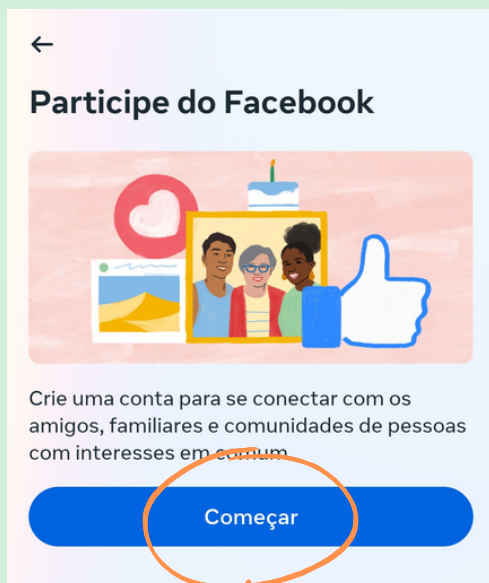 Participe do Facebook
Crie uma conta para se conectar com os
amigos, familiares e comunidades de pessoas
com interesses em comum.
Começar